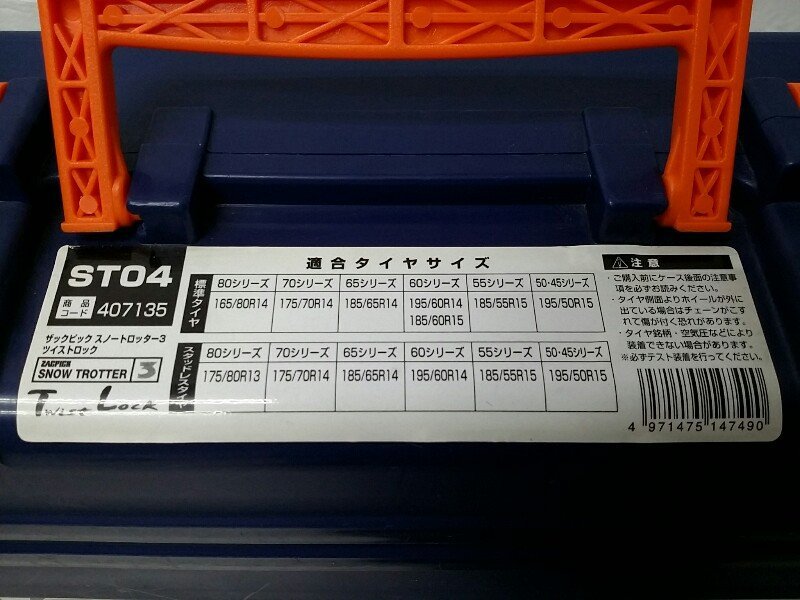 ST04
商品コード 407135
ザックピック スノートロッター3
ツイストロック
ZACPICK
SNOW TROTTER 3
Twist Lock
適合タイヤサイズ
標準タイヤ
80シリーズ 70シリーズ 65シリーズ 60シリーズ 55シリーズ 50·45シリーズ
165/80R14 175/70R14 185/65R14 195/60R14 185/55R15 195/50R15
185/60R15
スタッドレスタイヤ
80シリーズ 70シリーズ 65シリーズ 60シリーズ 55シリーズ 50·45シリーズ
175/80R13 175/70R14 185/65R14 195/60R14 185/55R15 195/50R15
注意
・ご購入前にケース後面の注意事
項を必ずお読みください。
・タイヤ側面よりホイールが外に
出ている場合はチェーンがこす
れて傷が付く恐れがあります。
・タイヤ銘柄・空気圧などにより
装着できない場合があります。
※必ずテスト装着を行ってください。
4 971475 147490